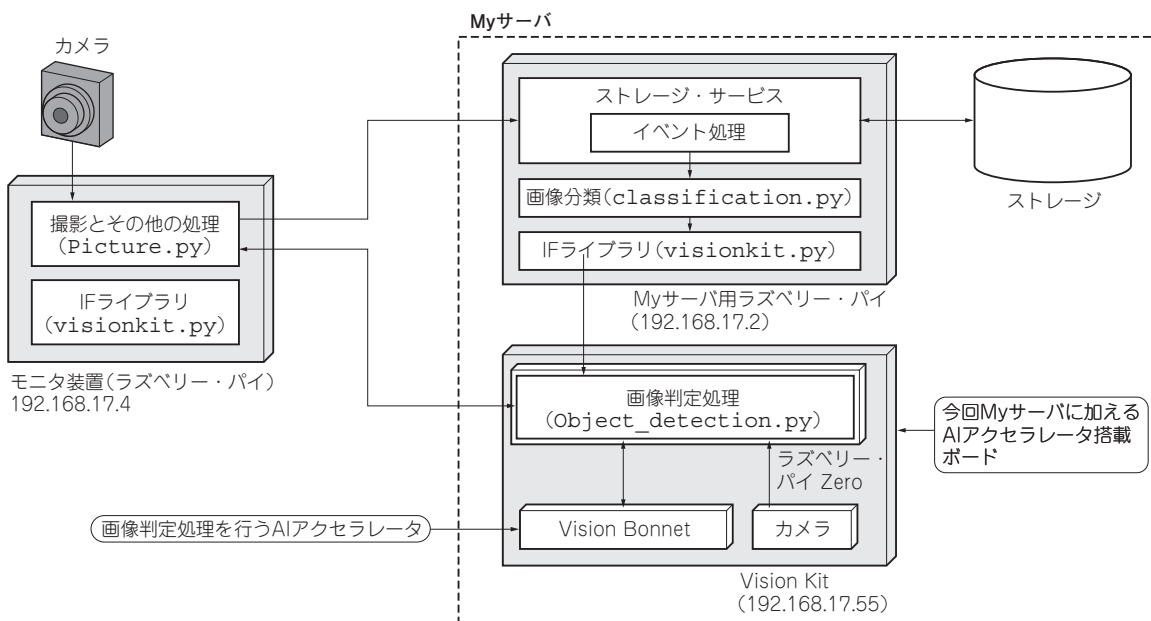 Myサーバ
カメラ
ストレージ・サービス
イベント処理
画像分類(classification.py)
IFライブラリ(visionkit.py)
Myサーバ用ラズベリー・パイ
(192.168.17.2)
ストレージ
撮影とその他の処理
(Picture.py)
IFライブラリ
(visionkit.py)
モニタ装置(ラズベリー・パイ)
192.168.17.4
画像判定処理
(Object_detection.py)
ラズベリー・
パイ Zero
今回Myサーバに加える
AIアクセラレータ搭載
ボード
画像判定処理を行うAIアクセラレータ
Vision Bonnet
カメラ
Vision Kit
(192.168.17.55)